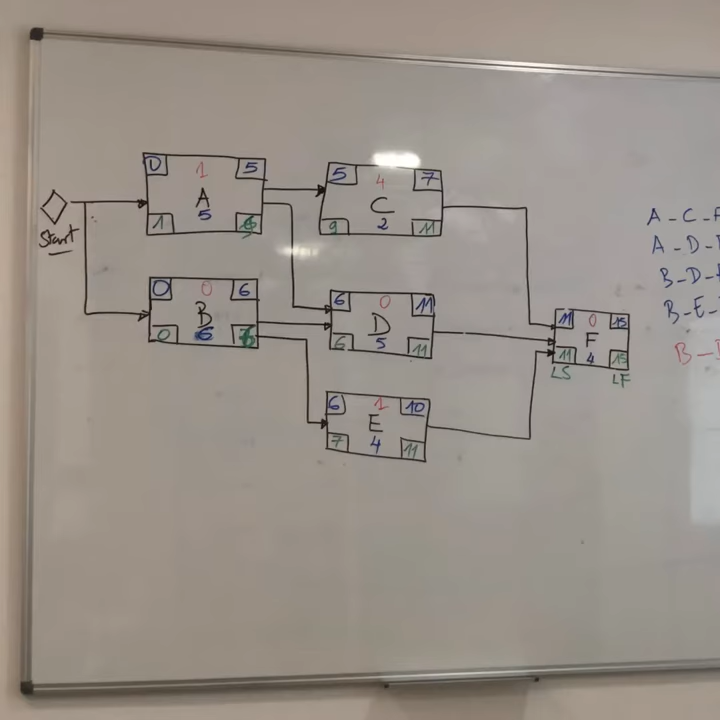 Start
0 1 5
A
5
1 6
5 4 7
C
2
9 11
0 0 6
B
6
0 6
6 0 11
D
5
6 11
6 1 10
E
4
7 11
11 0 15
F
4
11 15
LS LF
A-C-F
A-D-
B-D-
B-E-
B-